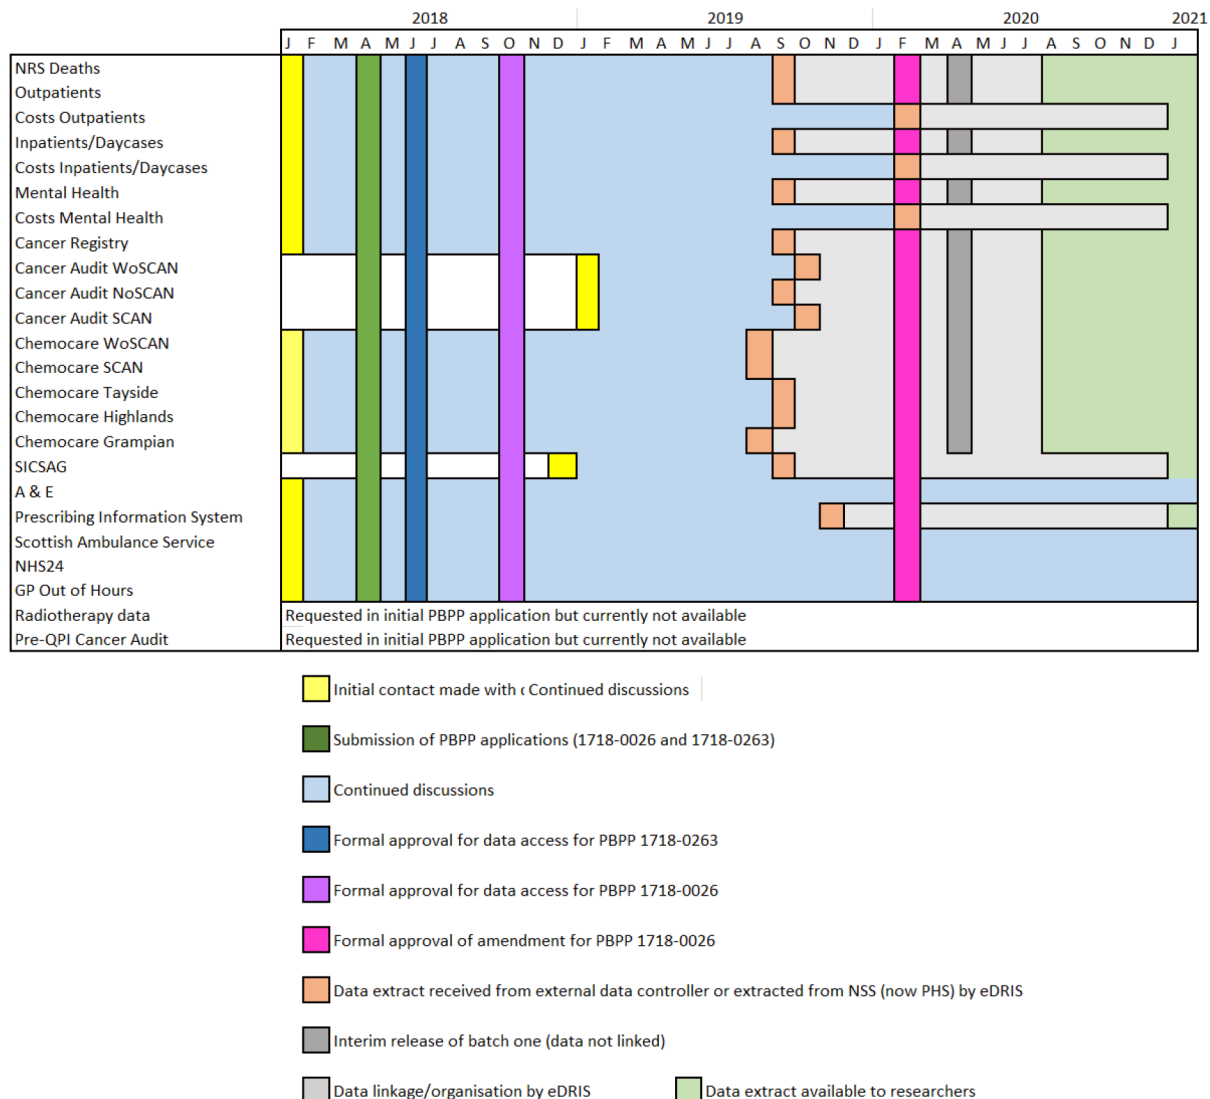 2018 2019 2020 2021
J F M A M J J A S O N D J F M A M J J A S O N D J F M A M J J A S O N D J
NRS Deaths
Outpatients
Costs Outpatients
Inpatients/Daycases
Costs Inpatients/Daycases
Mental Health
Costs Mental Health
Cancer Registry
Cancer Audit WoSCAN
Cancer Audit NoSCAN
Cancer Audit SCAN
Chemocare WoSCAN
Chemocare SCAN
Chemocare Tayside
Chemocare Highlands
Chemocare Grampian
SICSAG
A & E
Prescribing Information System
Scottish Ambulance Service
NHS24
GP Out of Hours
Radiotherapy data Requested in initial PBPP application but currently not available
Pre-QPI Cancer Audit Requested in initial PBPP application but currently not available
Initial contact made with Continued discussions
Submission of PBPP applications (1718-0026 and 1718-0263)
Continued discussions
Formal approval for data access for PBPP 1718-0263
Formal approval for data access for PBPP 1718-0026
Formal approval of amendment for PBPP 1718-0026
Data extract received from external data controller or extracted from NSS (now PHS) by eDRIS
Interim release of batch one (data not linked)
Data linkage/organisation by eDRIS Data extract available to researchers